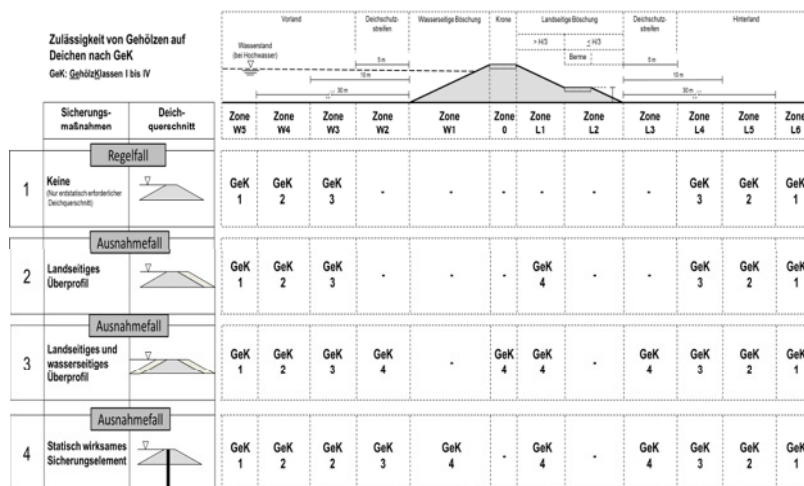 Zulässigkeit von Gehölzen auf
Deichen nach GeK
GeK: GehölzKlassen I bis IV
Vorland
Deichschutz-
streifen
Wasserseitige Böschung
Krone
Landseitige Böschung
Deichschutz-
streifen
Hinterland
Wasserstand
(bei Hochwasser)
> H/3
≤ H/3
Berme
5 m
5 m
10 m
10 m
30 m
30 m
Sicherungs-
maßnahmen
Deich-
querschnitt
Zone W5
Zone W4
Zone W3
Zone W2
Zone W1
Zone 0
Zone L1
Zone L2
Zone L3
Zone L4
Zone L5
Zone L6
Regelfall
1
Keine
(Nur erdstatisch erforderlicher
Deichquerschnitt)
GeK 1
GeK 2
GeK 3
-
-
-
-
-
-
GeK 3
GeK 2
GeK 1
Ausnahmefall
2
Landseitiges
Überprofil
GeK 1
GeK 2
GeK 3
-
-
-
GeK 4
-
-
GeK 3
GeK 2
GeK 1
Ausnahmefall
3
Landseitiges und
wasserseitiges
Überprofil
GeK 1
GeK 2
GeK 3
GeK 4
-
GeK 4
GeK 4
-
GeK 4
GeK 3
GeK 2
GeK 1
Ausnahmefall
4
Statisch wirksames
Sicherungselement
GeK 1
GeK 2
GeK 2
GeK 3
GeK 4
-
GeK 4
-
GeK 4
GeK 3
GeK 2
GeK 1